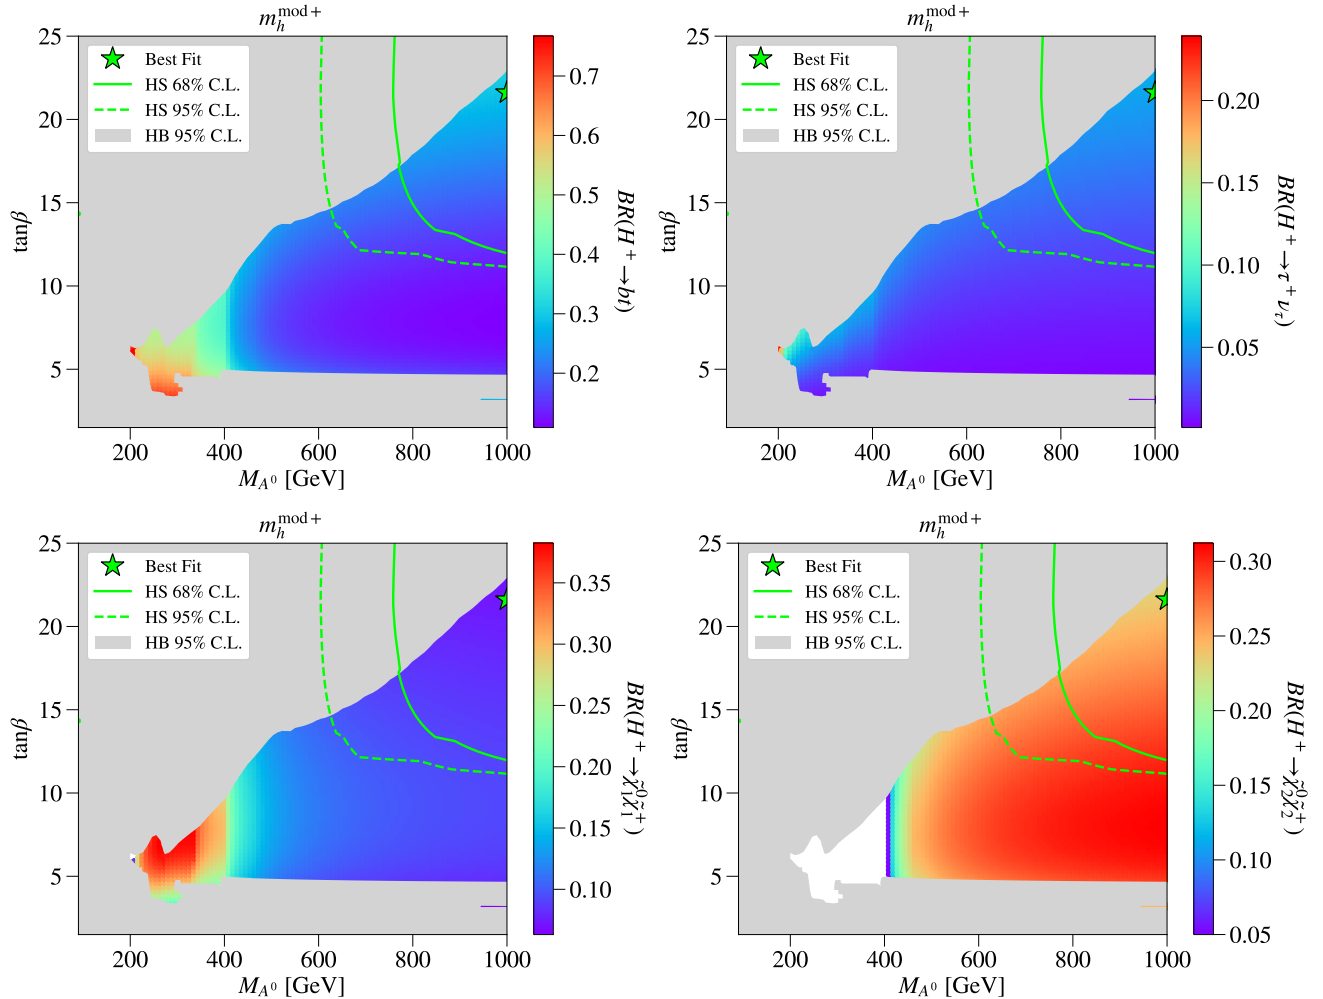 m_h^{mod+}
25
20
15
10
5
tanβ
Best Fit
HS 68% C.L.
HS 95% C.L.
HB 95% C.L.
200 400 600 800 1000
M_{A^0} [GeV]
0.7
0.6
0.5
0.4
0.3
0.2
BR(H^+→bt)
m_h^{mod+}
25
20
15
10
5
tanβ
Best Fit
HS 68% C.L.
HS 95% C.L.
HB 95% C.L.
200 400 600 800 1000
M_{A^0} [GeV]
0.20
0.15
0.10
0.05
BR(H^+→τ^+ν_τ)
m_h^{mod+}
25
20
15
10
5
tanβ
Best Fit
HS 68% C.L.
HS 95% C.L.
HB 95% C.L.
200 400 600 800 1000
M_{A^0} [GeV]
0.35
0.30
0.25
0.20
0.15
0.10
BR(H^+→χ̃_1^0χ̃_1^+)
m_h^{mod+}
25
20
15
10
5
tanβ
Best Fit
HS 68% C.L.
HS 95% C.L.
HB 95% C.L.
200 400 600 800 1000
M_{A^0} [GeV]
0.30
0.25
0.20
0.15
0.10
0.05
BR(H^+→χ̃_2^0χ̃_2^+)